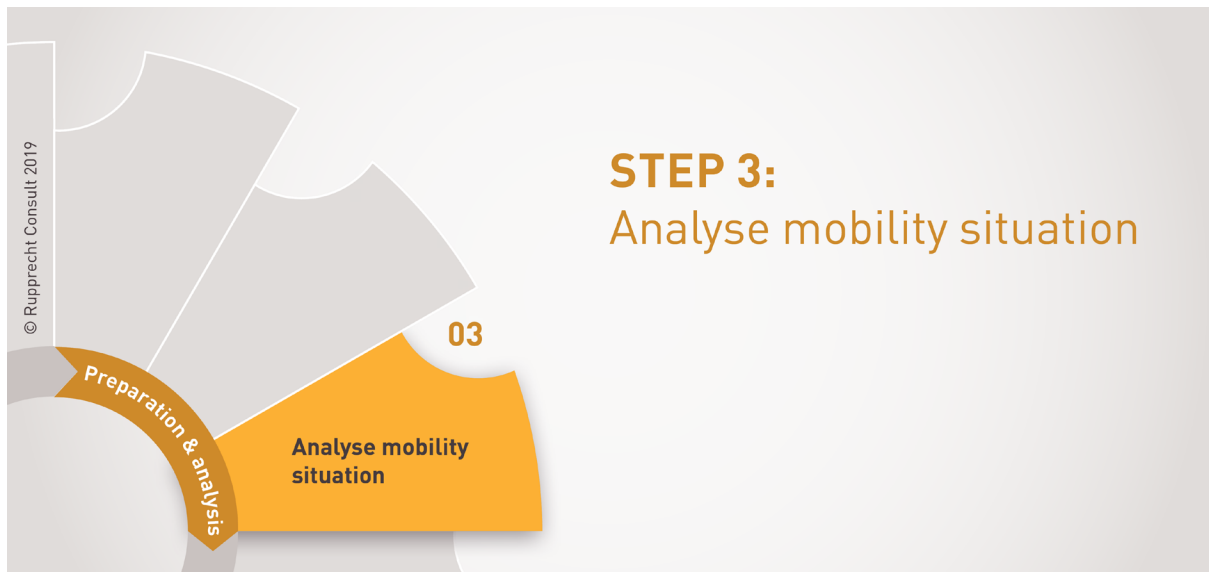 © Rupprecht Consult 2019
STEP 3:
Analyse mobility situation
03
Preparation & analysis
Analyse mobility
situation